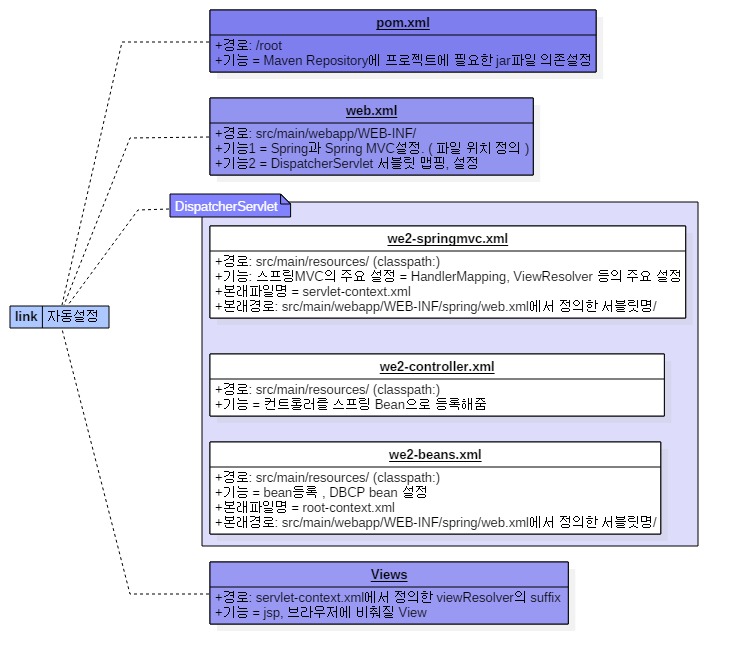 pom.xml
+경로: /root
+기능 = Maven Repository에 프로젝트에 필요한 jar파일 의존설정
web.xml
+경로: src/main/webapp/WEB-INF/
+기능1 = Spring과 Spring MVC설정. ( 파일 위치 정의 )
+기능2 = DispatcherServlet 서블릿 맵핑, 설정
DispatcherServlet
we2-springmvc.xml
+경로: src/main/resources/ (classpath:)
+기능: 스프링MVC의 주요 설정 = HandlerMapping, ViewResolver 등의 주요 설정
+본래파일명 = servlet-context.xml
+본래경로: src/main/webapp/WEB-INF/spring/web.xml에서 정의한 서블릿명/
link 자동설정
we2-controller.xml
+경로: src/main/resources/ (classpath:)
+기능 = 컨트롤러를 스프링 Bean으로 등록해줌
we2-beans.xml
+경로: src/main/resources/ (classpath:)
+기능 = bean등록 , DBCP bean 설정
+본래파일명 = root-context.xml
+본래경로: src/main/webapp/WEB-INF/spring/web.xml에서 정의한 서블릿명/
Views
+경로: servlet-context.xml에서 정의한 viewResolver의 suffix
+기능 = jsp, 브라우저에 비춰질 View